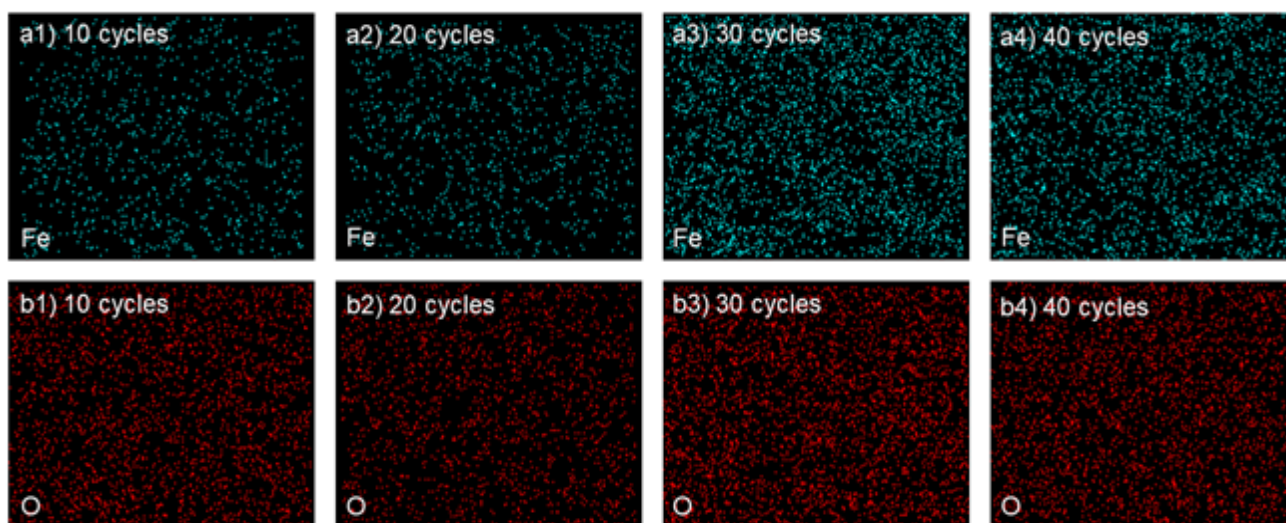 a1) 10 cycles
a2) 20 cycles
a3) 30 cycles
a4) 40 cycles
Fe
Fe
Fe
Fe
b1) 10 cycles
b2) 20 cycles
b3) 30 cycles
b4) 40 cycles
O
O
O
O